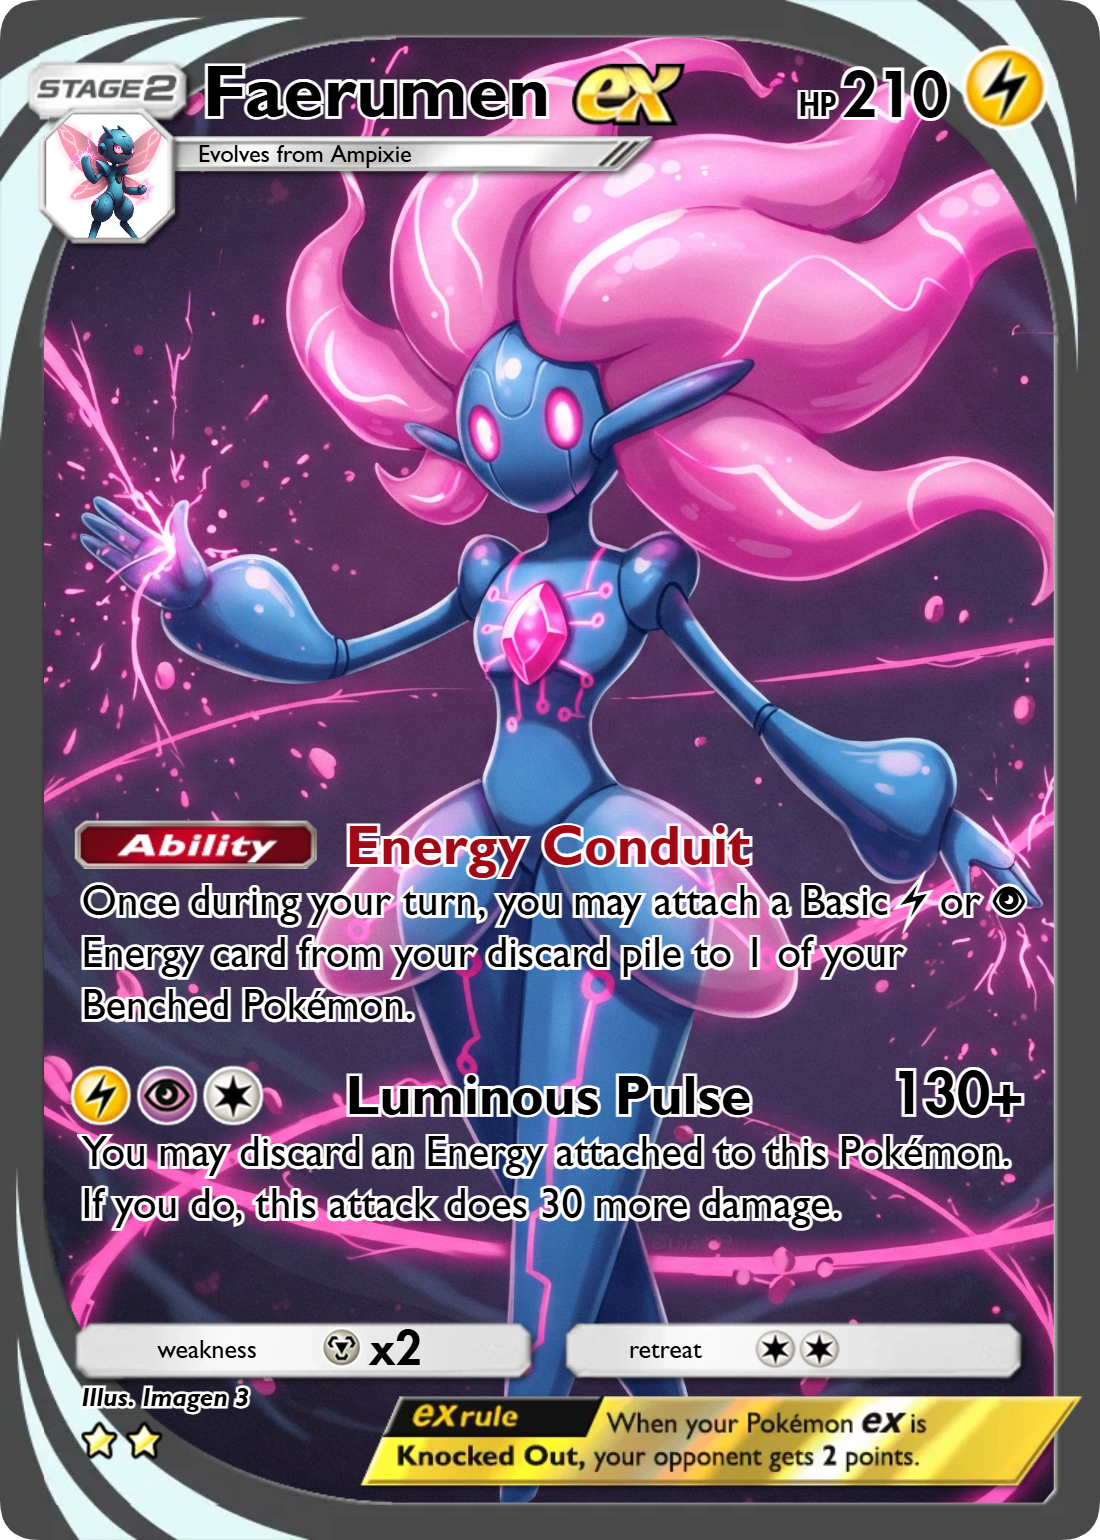 STAGE2 Faerumen ex HP 210
Evolves from Ampixie
Ability Energy Conduit
Once during your turn, you may attach a Basic or
Energy card from your discard pile to 1 of your
Benched Pokémon.
Luminous Pulse 130+
You may discard an Energy attached to this Pokémon.
If you do, this attack does 30 more damage.
weakness x2 retreat
Illus. Imagen 3
ex rule When your Pokémon ex is
Knocked Out, your opponent gets 2 points.